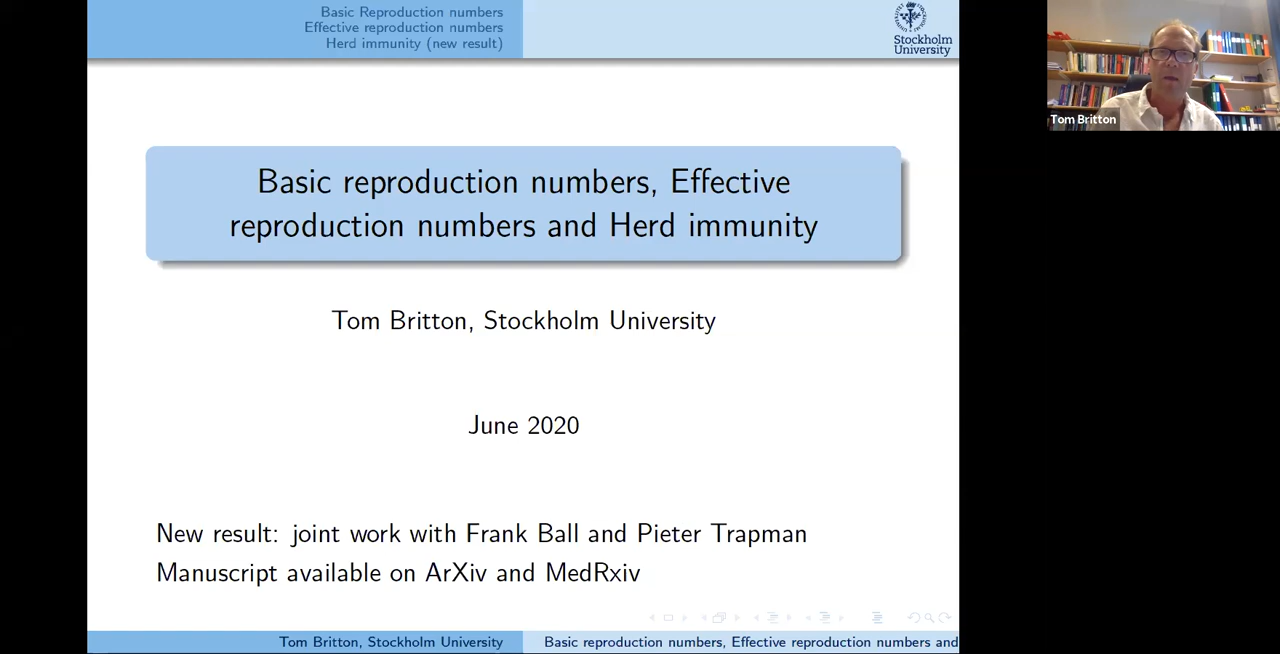 Basic Reproduction numbers
Effective reproduction numbers
Herd immunity (new result)
Stockholm
University
Tom Britton
Basic reproduction numbers, Effective
reproduction numbers and Herd immunity
Tom Britton, Stockholm University
June 2020
New result: joint work with Frank Ball and Pieter Trapman
Manuscript available on ArXiv and MedRxiv
Tom Britton, Stockholm University
Basic reproduction numbers, Effective reproduction numbers and